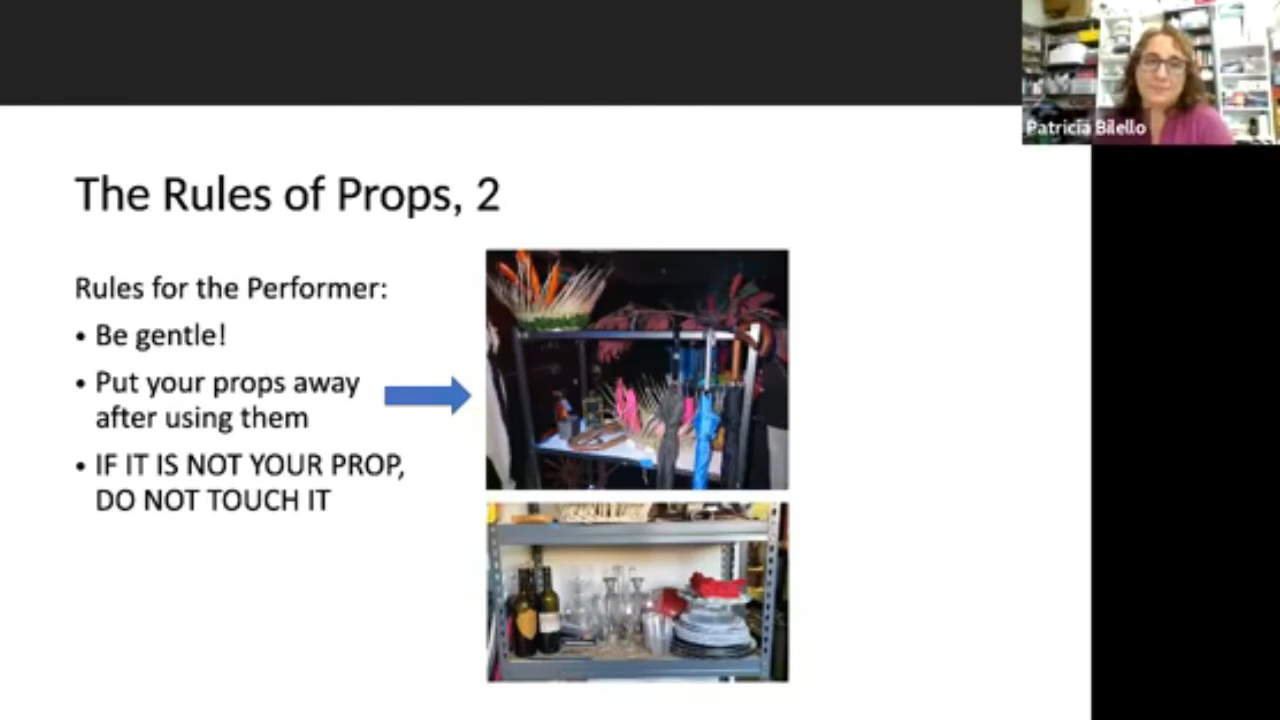 Patricia Bilello
The Rules of Props, 2
Rules for the Performer:
• Be gentle!
• Put your props away
after using them
• IF IT IS NOT YOUR PROP,
DO NOT TOUCH IT